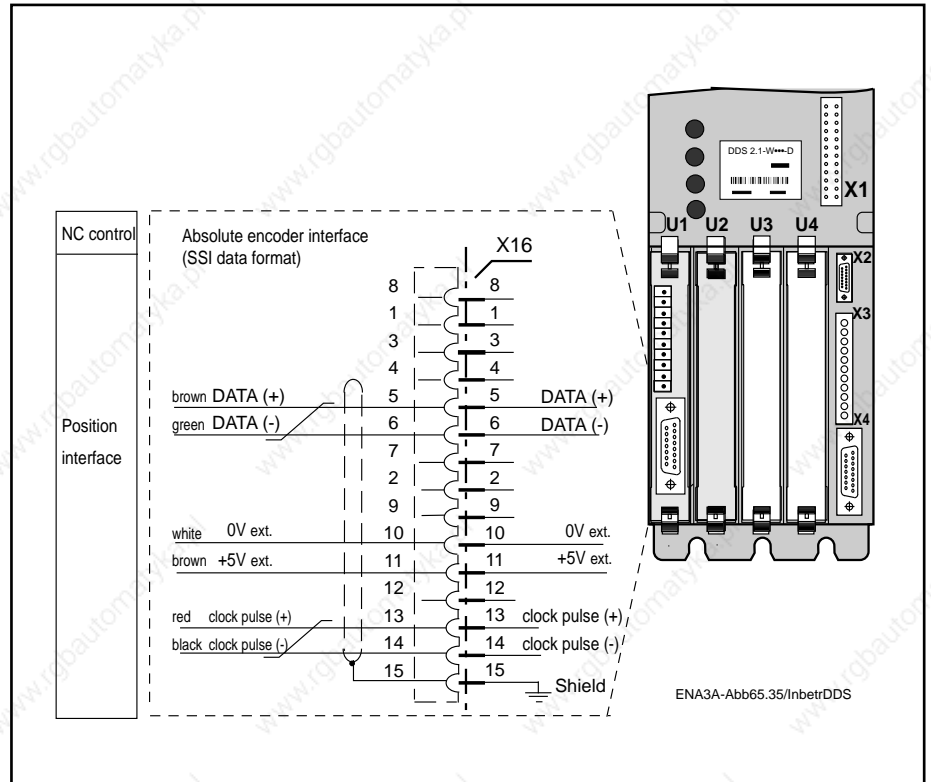 DDS 2.1-W•••-D
X1
U1 U2 U3 U4
X2
X3
X4
NC control
Position
interface
Absolute encoder interface
(SSI data format)
X16
8 8
1 1
3 3
4 4
brown DATA (+) 5 5 DATA (+)
green DATA (-) 6 6 DATA (-)
7 7
2 2
9 9
white 0V ext. 10 10 0V ext.
brown +5V ext. 11 11 +5V ext.
12 12
red clock pulse (+) 13 13 clock pulse (+)
black clock pulse (-) 14 14 clock pulse (-)
15 15
Shield
ENA3A-Abb65.35/InbetrDDS
www.rgbautomatyka.pl